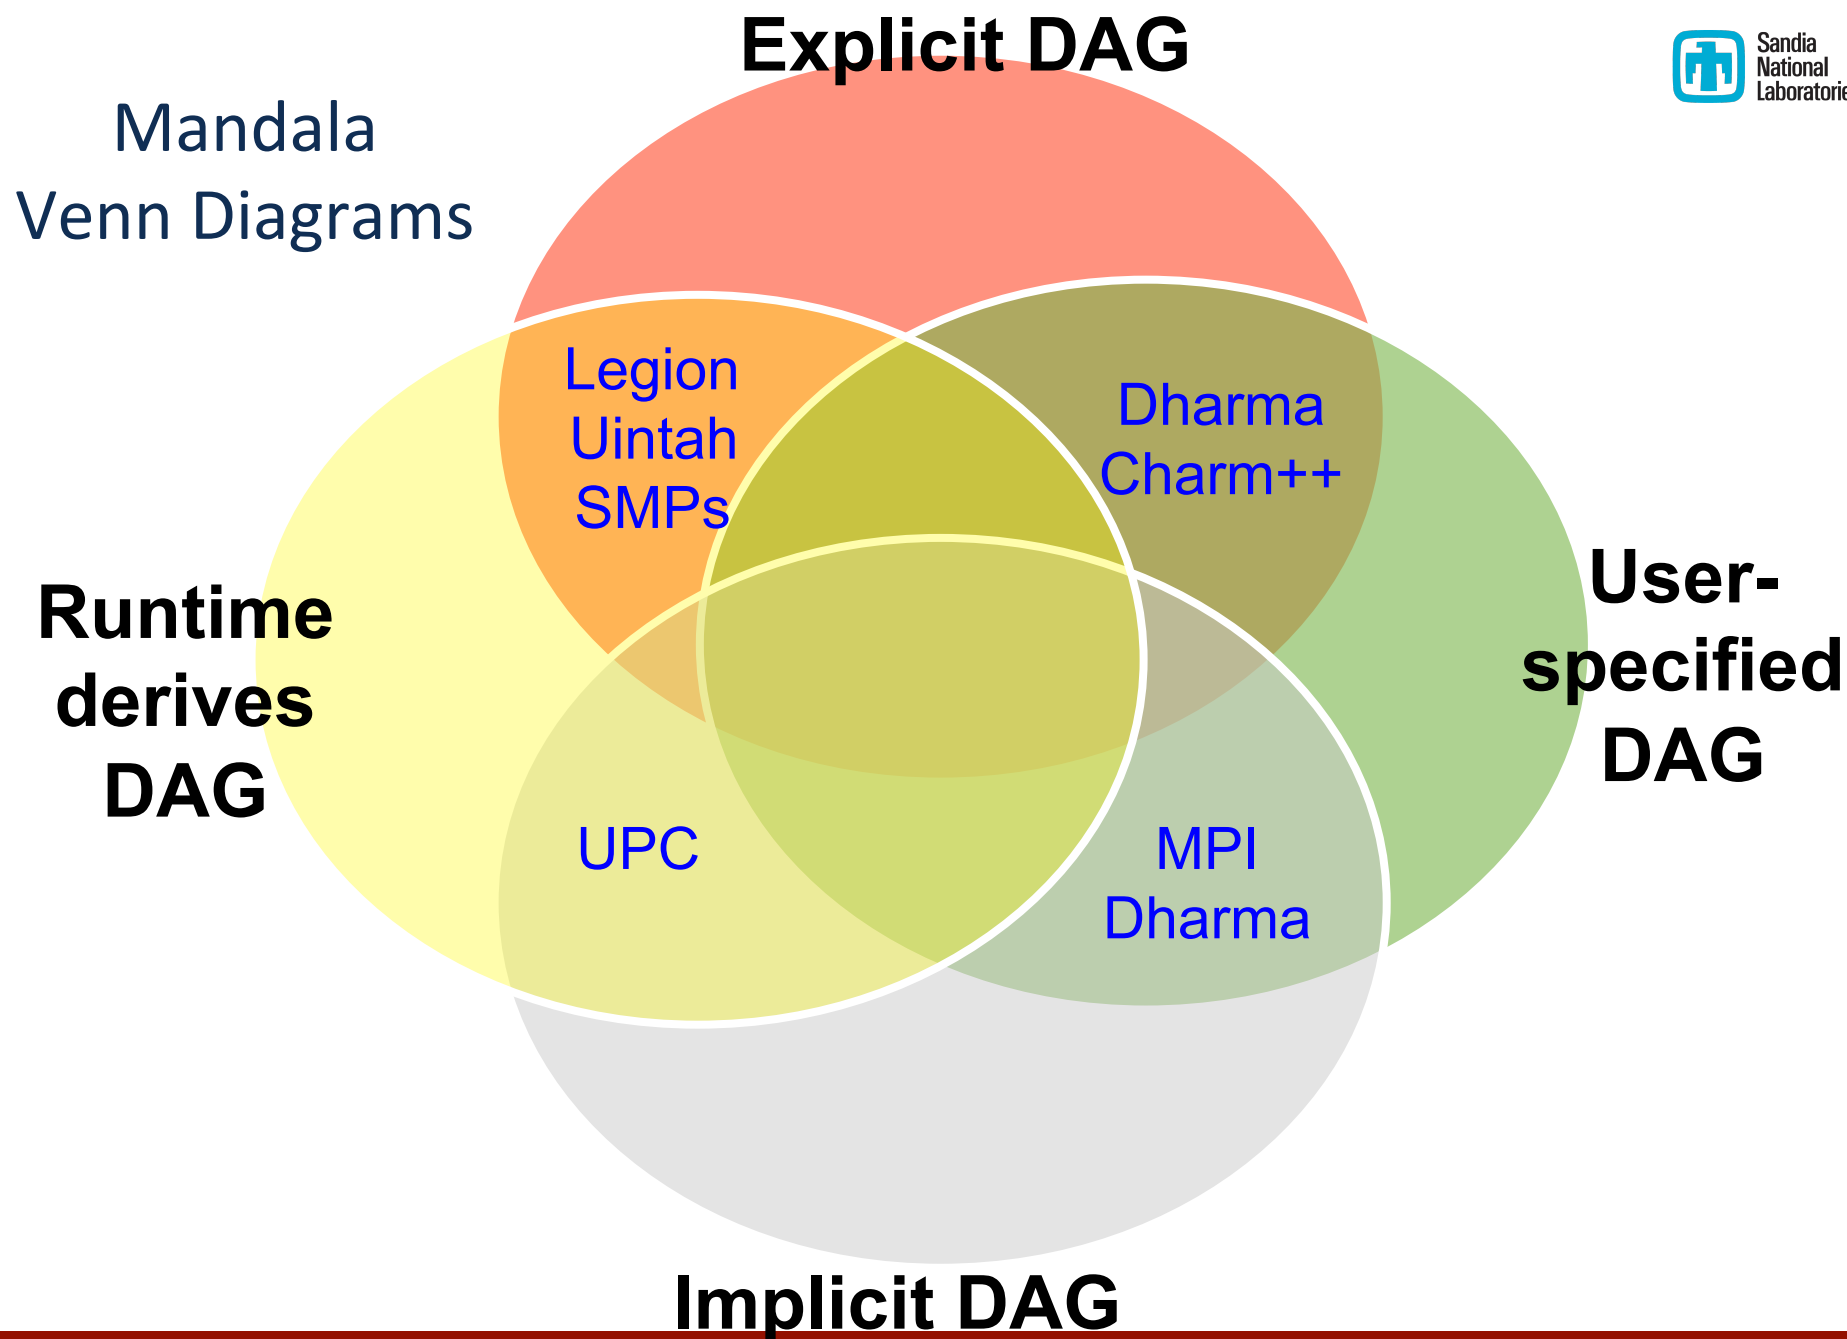 Explicit DAG
Sandia
National
Laboratorie
Mandala
Venn Diagrams
Legion
Uintah
SMPs
Dharma
Charm++
Runtime
derives
DAG
User-
specified
DAG
UPC
MPI
Dharma
Implicit DAG